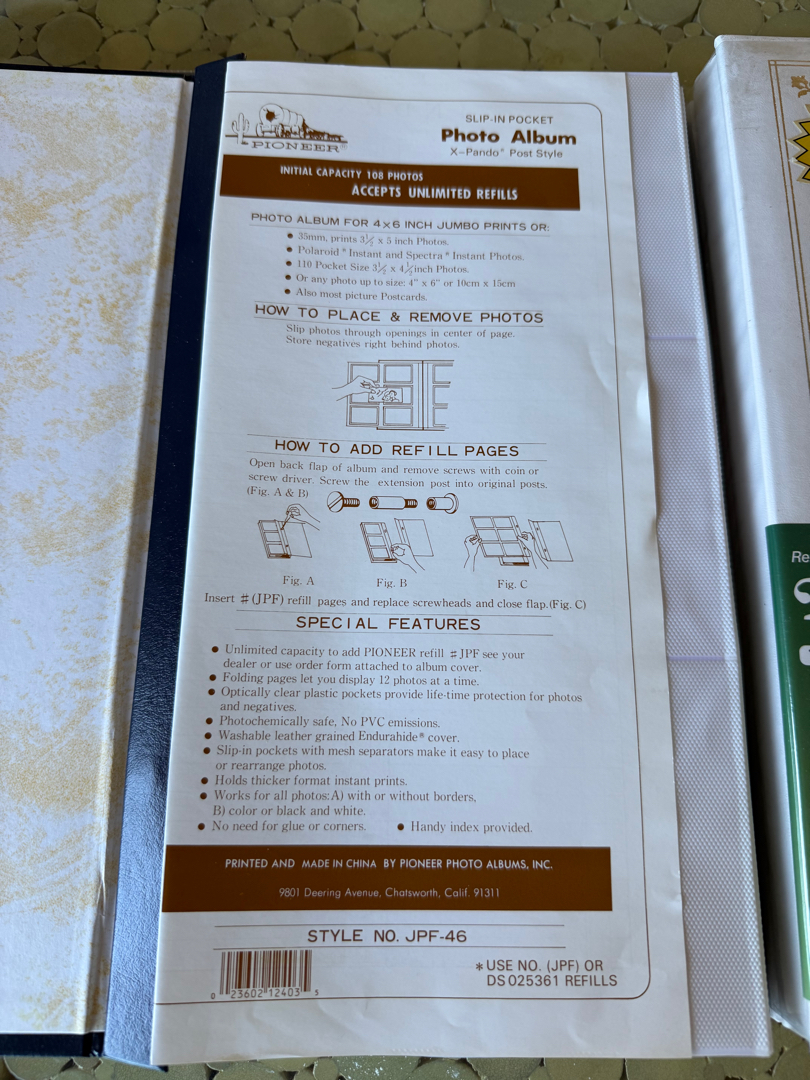 PIONEER®
SLIP-IN POCKET
Photo Album
X-Pando® Post Style
INITIAL CAPACITY 108 PHOTOS
ACCEPTS UNLIMITED REFILLS
PHOTO ALBUM FOR 4×6 INCH JUMBO PRINTS OR:
● 35mm, prints 3½ x 5 inch Photos.
● Polaroid® Instant and Spectra® Instant Photos.
● 110 Pocket Size 3½ x 4½ inch Photos.
● Or any photo up to size: 4" x 6" or 10cm x 15cm
● Also most picture Postcards.
HOW TO PLACE & REMOVE PHOTOS
Slip photos through openings in center of page.
Store negatives right behind photos.
HOW TO ADD REFILL PAGES
Open back flap of album and remove screws with coin or
screw driver. Screw the extension post into original posts.
(Fig. A & B)
Fig. A
Fig. B
Fig. C
Insert #(JPF) refill pages and replace screwheads and close flap.(Fig. C)
SPECIAL FEATURES
● Unlimited capacity to add PIONEER refill #JPF see your
dealer or use order form attached to album cover.
● Folding pages let you display 12 photos at a time.
● Optically clear plastic pockets provide life-time protection for photos
and negatives.
● Photochemically safe, No PVC emissions.
● Washable leather grained Endurahide® cover.
● Slip-in pockets with mesh separators make it easy to place
or rearrange photos.
● Holds thicker format instant prints.
● Works for all photos:A) with or without borders,
B) color or black and white.
● No need for glue or corners. ● Handy index provided.
PRINTED AND MADE IN CHINA BY PIONEER PHOTO ALBUMS, INC.
9801 Deering Avenue, Chatsworth, Calif. 91311
STYLE NO. JPF-46
0 23602 12403 5
*USE NO. (JPF) OR
DS 025361 REFILLS
Re